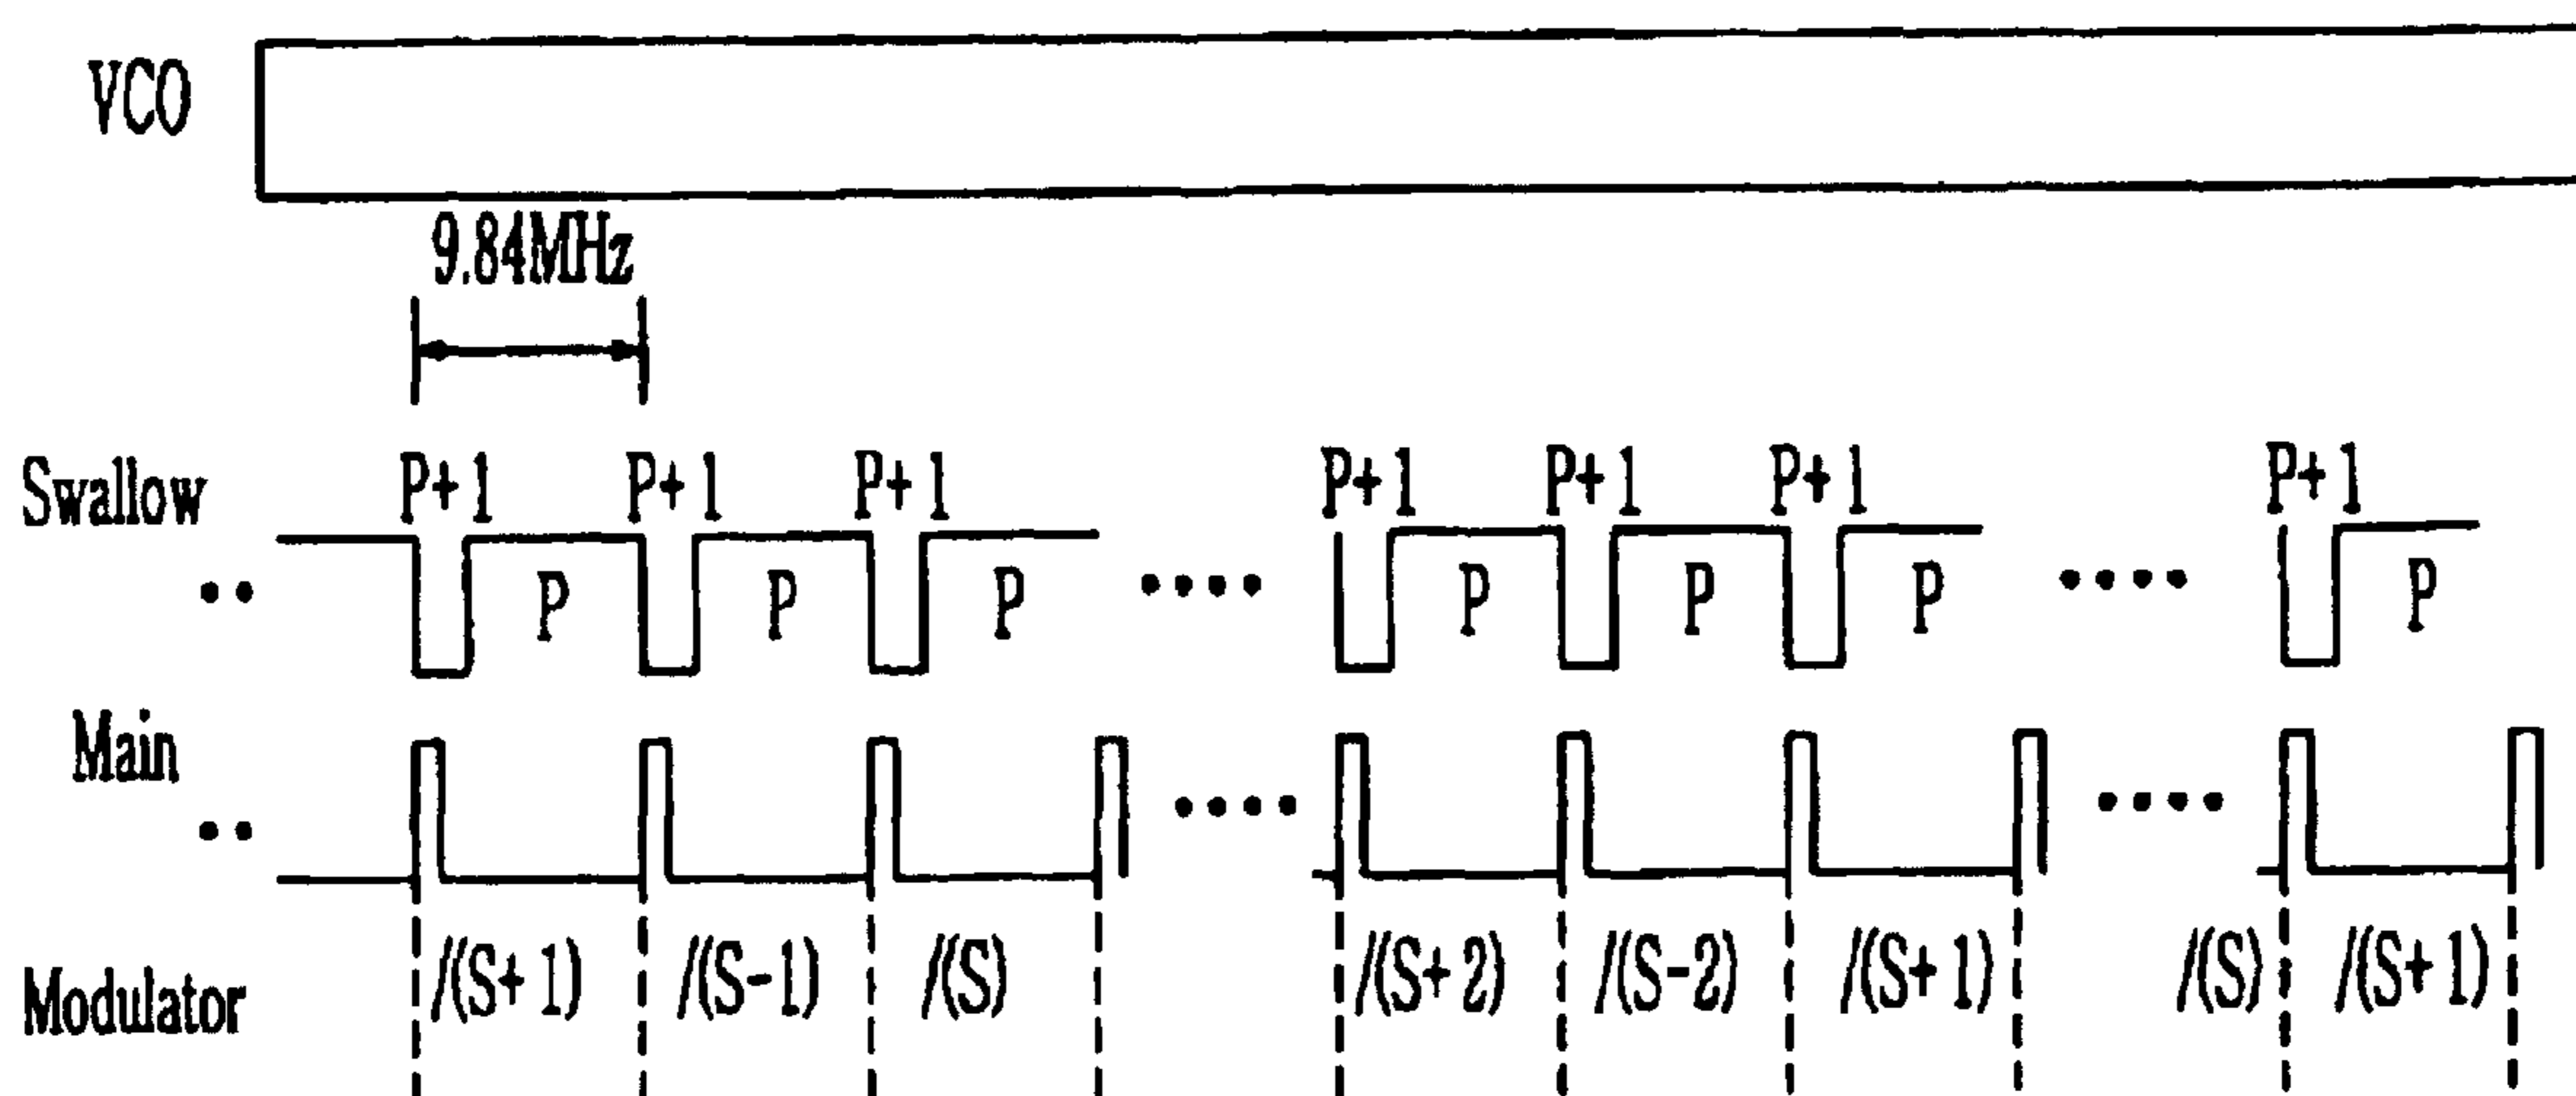 VCO
9.84MHz
Swallow P+1 P+1 P+1 P+1 P+1 P+1 P+1
P P P P P P P
Main
Modulator /(S+1) /(S-1) /(S) /(S+2) /(S-2) /(S+1) /(S) /(S+1)